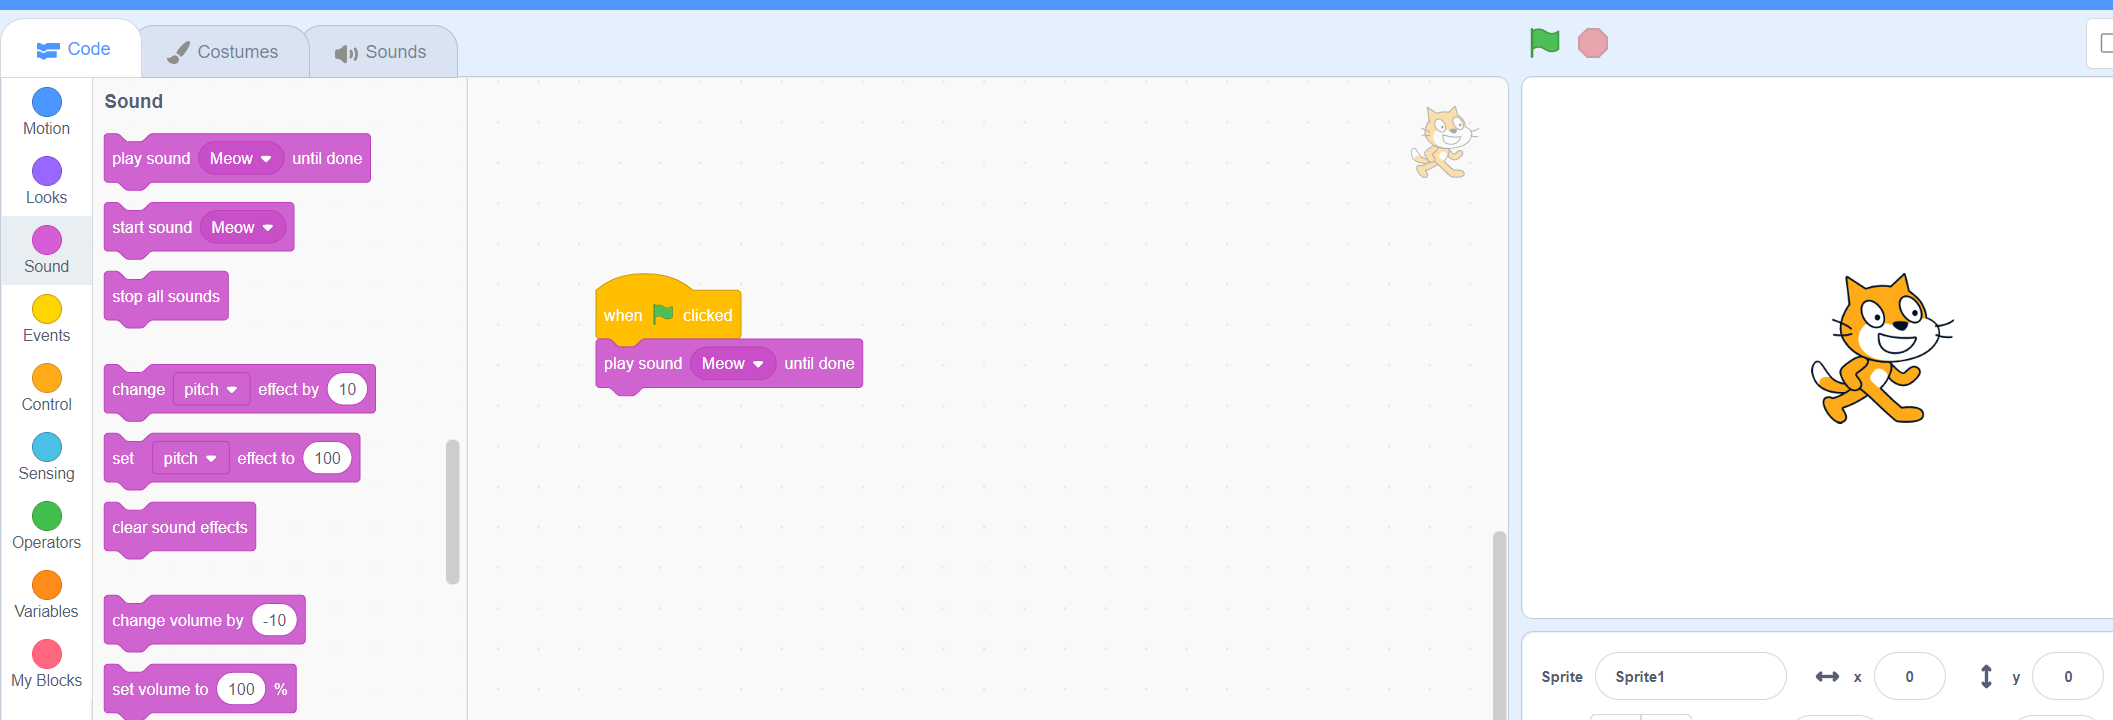 Code
Costumes
Sounds
Motion
Looks
Sound
Events
Control
Sensing
Operators
Variables
My Blocks
Sound
play sound Meow until done
start sound Meow
stop all sounds
change pitch effect by 10
set pitch effect to 100
clear sound effects
change volume by -10
set volume to 100 %
when clicked
play sound Meow until done
Sprite Sprite1 x 0 y 0